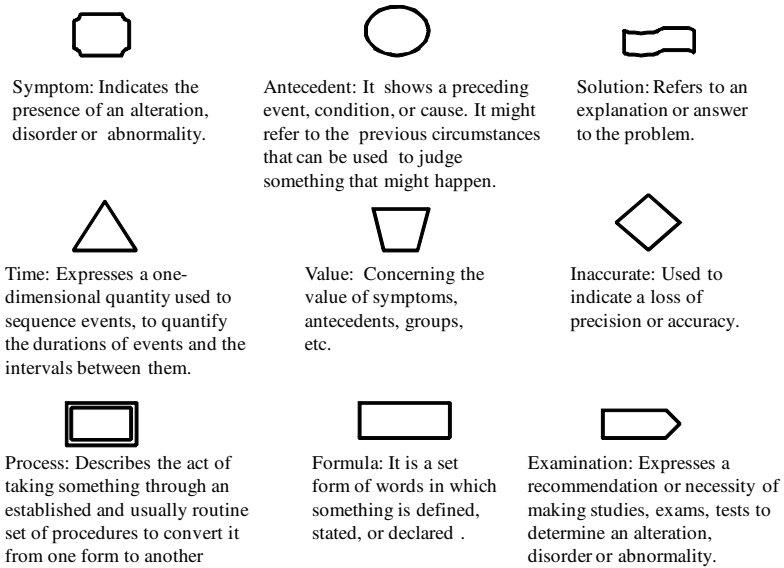 Symptom: Indicates the
presence of an alteration,
disorder or abnormality.
Antecedent: It shows a preceding
event, condition, or cause. It might
refer to the previous circumstances
that can be used to judge
something that might happen.
Solution: Refers to an
explanation or answer
to the problem.
Time: Expresses a one-
dimensional quantity used to
sequence events, to quantify
the durations of events and the
intervals between them.
Value: Concerning the
value of symptoms,
antecedents, groups,
etc.
Inaccurate: Used to
indicate a loss of
precision or accuracy.
Process: Describes the act of
taking something through an
established and usually routine
set of procedures to convert it
from one form to another
Formula: It is a set
form of words in which
something is defined,
stated, or declared .
Examination: Expresses a
recommendation or necessity of
making studies, exams, tests to
determine an alteration,
disorder or abnormality.